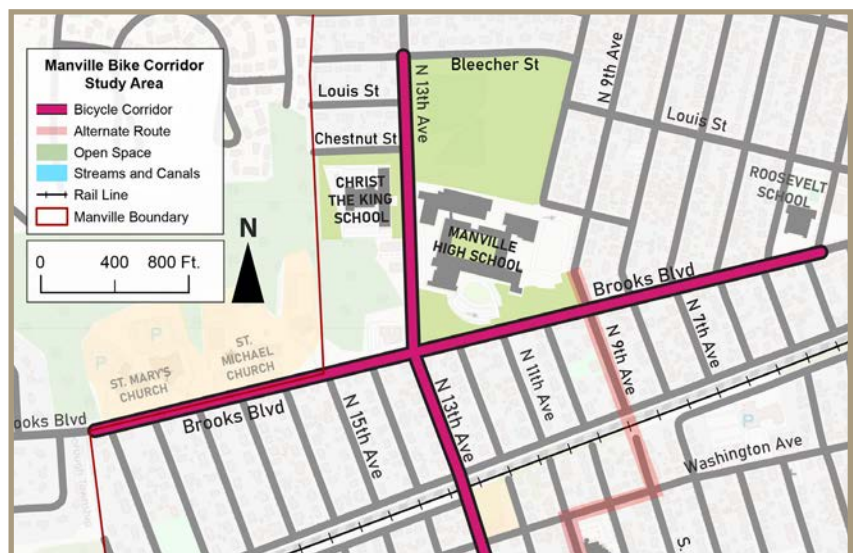 Manville Bike Corridor
Study Area
Bicycle Corridor
Alternate Route
Open Space
Streams and Canals
Rail Line
Manville Boundary
N
0 400 800 Ft.
Bleecher St
N 13th Ave
N 9th Ave
Louis St
Louis St
Chestnut St
CHRIST
THE KING
SCHOOL
ROOSEVELT
SCHOOL
MANVILLE
HIGH SCHOOL
Brooks Blvd
P
P
ST.
MICHAEL
CHURCH
ST. MARY'S
CHURCH
ooks Blvd
Brooks Blvd
N 15th Ave
N 13th Ave
N 11th Ave
N 9th Ave
N 7th Ave
P
Washington Ave
S.